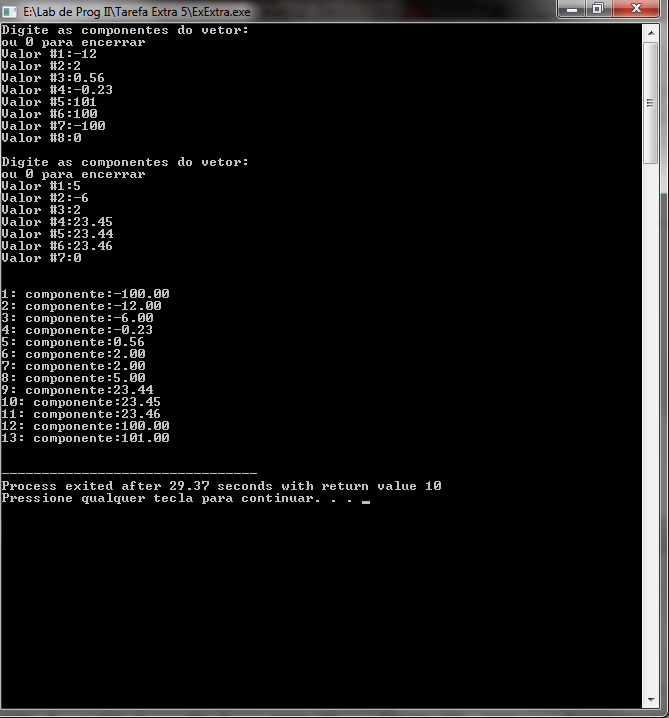 E:\Lab de Prog II\Tarefa Extra 5\ExExtra.exe
Digite as componentes do vetor:
ou 0 para encerrar
Valor #1:-12
Valor #2:2
Valor #3:0.56
Valor #4:-0.23
Valor #5:101
Valor #6:100
Valor #7:-100
Valor #8:0
Digite as componentes do vetor:
ou 0 para encerrar
Valor #1:5
Valor #2:-6
Valor #3:2
Valor #4:23.45
Valor #5:23.44
Valor #6:23.46
Valor #7:0
1: componente:-100.00
2: componente:-12.00
3: componente:-6.00
4: componente:-0.23
5: componente:0.56
6: componente:2.00
7: componente:2.00
8: componente:5.00
9: componente:23.44
10: componente:23.45
11: componente:23.46
12: componente:100.00
13: componente:101.00
--------------------------------
Process exited after 29.37 seconds with return value 10
Pressione qualquer tecla para continuar. . . _